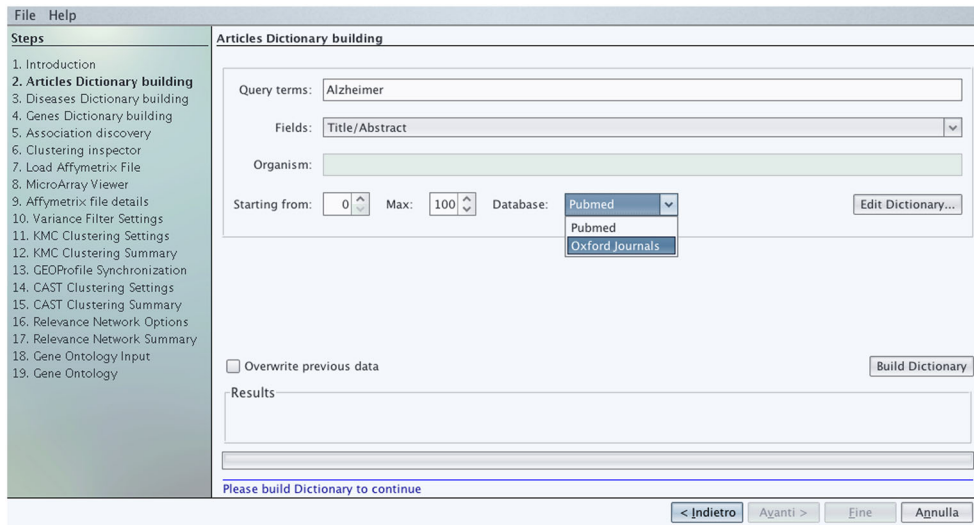 File Help
Steps
1. Introduction
2. Articles Dictionary building
3. Diseases Dictionary building
4. Genes Dictionary building
5. Association discovery
6. Clustering inspector
7. Load Affymetrix File
8. MicroArray Viewer
9. Affymetrix file details
10. Variance Filter Settings
11. KMC Clustering Settings
12. KMC Clustering Summary
13. GEOProfile Synchronization
14. CAST Clustering Settings
15. CAST Clustering Summary
16. Relevance Network Options
17. Relevance Network Summary
18. Gene Ontology Input
19. Gene Ontology
Articles Dictionary building
Query terms: Alzheimer
Fields: Title/Abstract
Organism:
Starting from: 0 Max: 100 Database: Pubmed Edit Dictionary...
Pubmed
Oxford Journals
Overwrite previous data Build Dictionary
Results
Please build Dictionary to continue
< Indietro Avanti > Fine Annulla